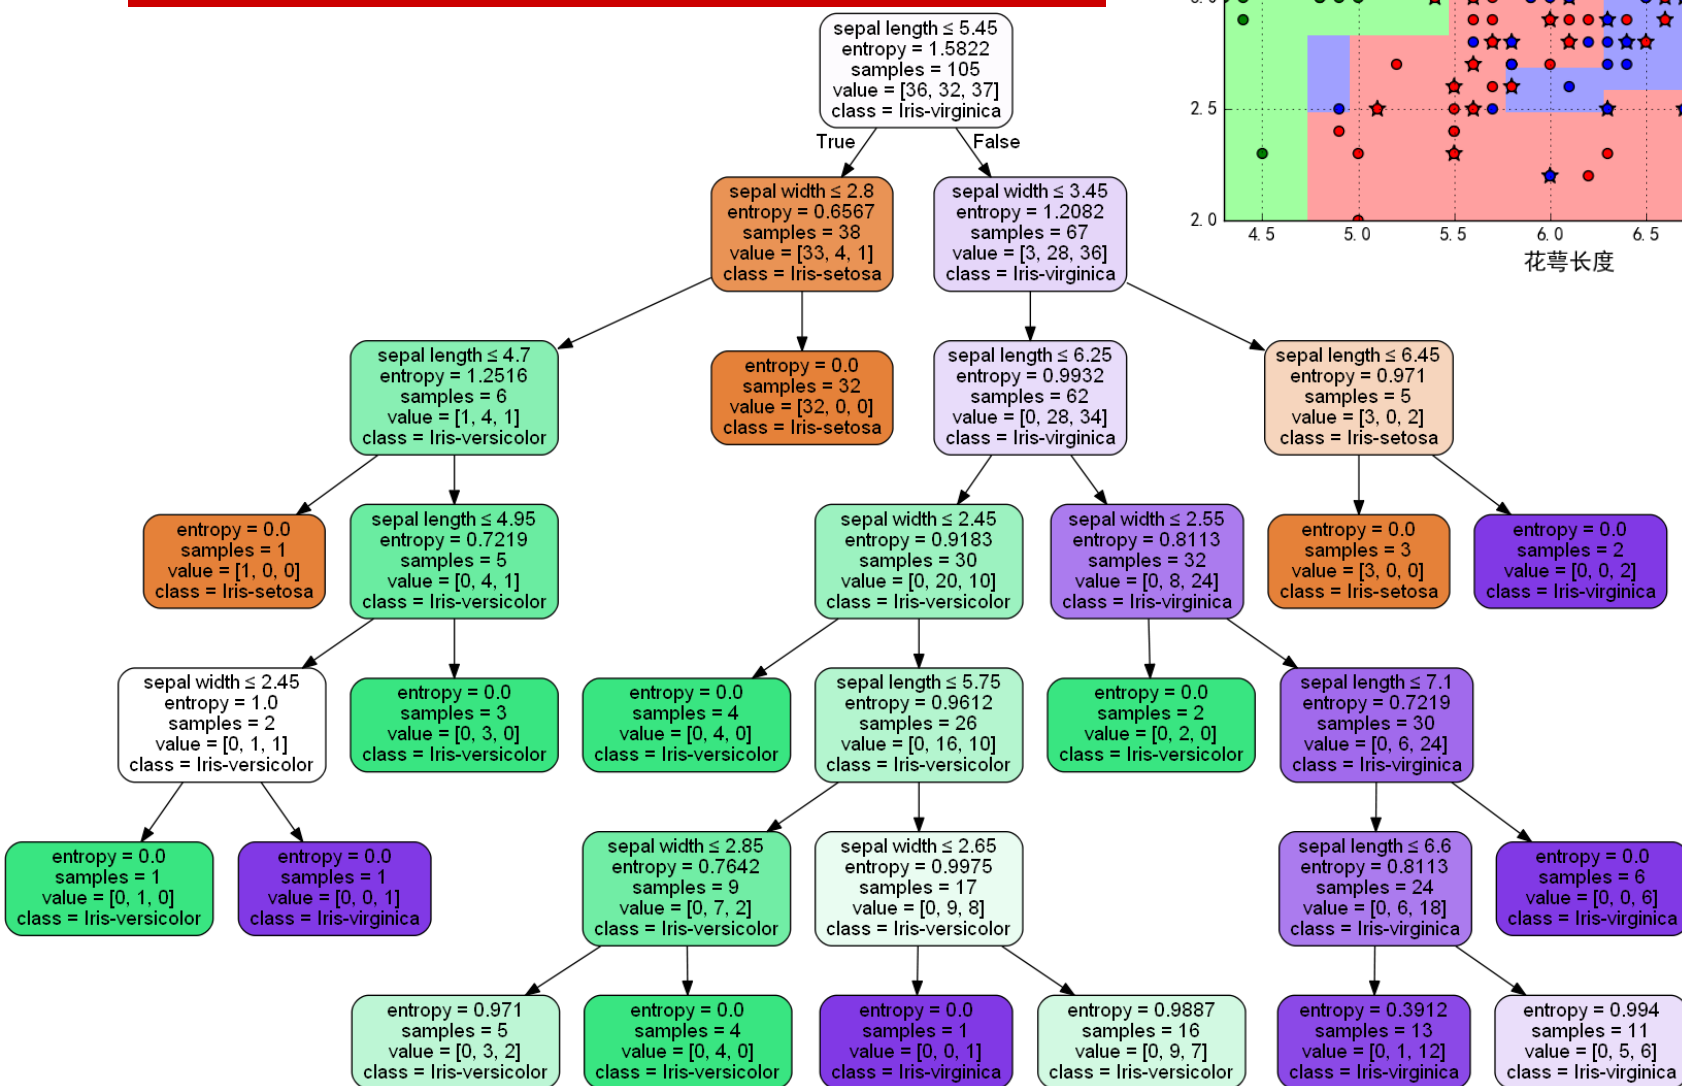 sepal length ≤ 5.45
entropy = 1.5822
samples = 105
value = [36, 32, 37]
class = Iris-virginica
True
False
sepal width ≤ 2.8
entropy = 0.6567
samples = 38
value = [33, 4, 1]
class = Iris-setosa
sepal width ≤ 3.45
entropy = 1.2082
samples = 67
value = [3, 28, 36]
class = Iris-virginica
2.5
2.0
4.5
5.0
5.5
6.0
6.5
花萼长度
sepal length ≤ 4.7
entropy = 1.2516
samples = 6
value = [1, 4, 1]
class = Iris-versicolor
entropy = 0.0
samples = 32
value = [32, 0, 0]
class = Iris-setosa
sepal length ≤ 6.25
entropy = 0.9932
samples = 62
value = [0, 28, 34]
class = Iris-virginica
sepal length ≤ 6.45
entropy = 0.971
samples = 5
value = [3, 0, 2]
class = Iris-setosa
entropy = 0.0
samples = 1
value = [1, 0, 0]
class = Iris-setosa
sepal length ≤ 4.95
entropy = 0.7219
samples = 5
value = [0, 4, 1]
class = Iris-versicolor
sepal width ≤ 2.45
entropy = 0.9183
samples = 30
value = [0, 20, 10]
class = Iris-versicolor
sepal width ≤ 2.55
entropy = 0.8113
samples = 32
value = [0, 8, 24]
class = Iris-virginica
entropy = 0.0
samples = 3
value = [3, 0, 0]
class = Iris-setosa
entropy = 0.0
samples = 2
value = [0, 0, 2]
class = Iris-virginica
sepal width ≤ 2.45
entropy = 1.0
samples = 2
value = [0, 1, 1]
class = Iris-versicolor
entropy = 0.0
samples = 3
value = [0, 3, 0]
class = Iris-versicolor
entropy = 0.0
samples = 4
value = [0, 4, 0]
class = Iris-versicolor
sepal length ≤ 5.75
entropy = 0.9612
samples = 26
value = [0, 16, 10]
class = Iris-versicolor
entropy = 0.0
samples = 2
value = [0, 2, 0]
class = Iris-versicolor
sepal length ≤ 7.1
entropy = 0.7219
samples = 30
value = [0, 6, 24]
class = Iris-virginica
entropy = 0.0
samples = 1
value = [0, 1, 0]
class = Iris-versicolor
entropy = 0.0
samples = 1
value = [0, 0, 1]
class = Iris-virginica
sepal width ≤ 2.85
entropy = 0.7642
samples = 9
value = [0, 7, 2]
class = Iris-versicolor
sepal width ≤ 2.65
entropy = 0.9975
samples = 17
value = [0, 9, 8]
class = Iris-versicolor
sepal length ≤ 6.6
entropy = 0.8113
samples = 24
value = [0, 6, 18]
class = Iris-virginica
entropy = 0.0
samples = 6
value = [0, 0, 6]
class = Iris-virginica
entropy = 0.971
samples = 5
value = [0, 3, 2]
class = Iris-versicolor
entropy = 0.0
samples = 4
value = [0, 4, 0]
class = Iris-versicolor
entropy = 0.0
samples = 1
value = [0, 0, 1]
class = Iris-virginica
entropy = 0.9887
samples = 16
value = [0, 9, 7]
class = Iris-versicolor
entropy = 0.3912
samples = 13
value = [0, 1, 12]
class = Iris-virginica
entropy = 0.994
samples = 11
value = [0, 5, 6]
class = Iris-virginica